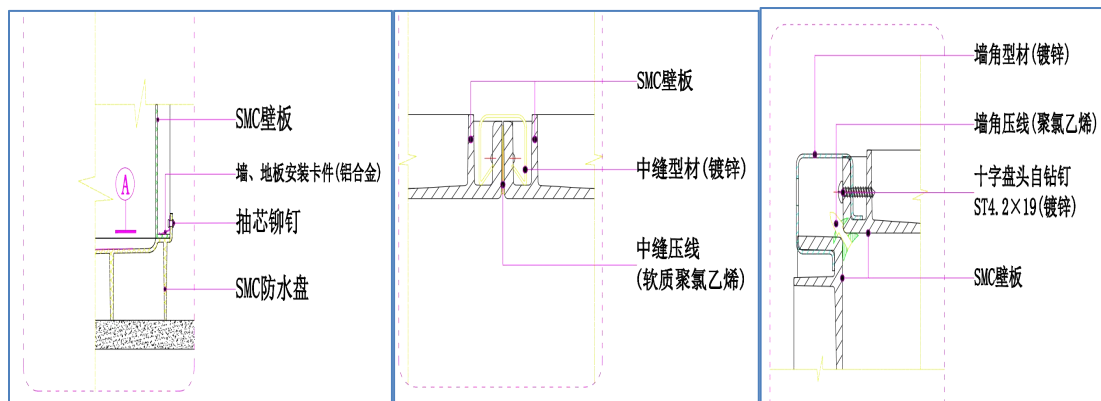 SMC壁板
墙、地板安装卡件(铝合金)
A
抽芯铆钉
SMC防水盘
SMC壁板
中缝型材(镀锌)
中缝压线
(软质聚氯乙烯)
墙角型材(镀锌)
墙角压线(聚氯乙烯)
十字盘头自钻钉
ST4.2×19(镀锌)
SMC壁板